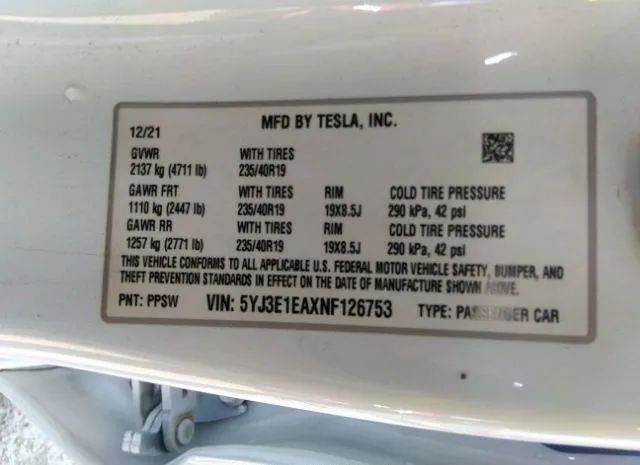 MFD BY TESLA, INC.
12/21
GVWR WITH TIRES
2137 kg (4711 lb) 235/40R19
GAWR FRT WITH TIRES RIM COLD TIRE PRESSURE
1110 kg (2447 lb) 235/40R19 19X8.5J 290 kPa, 42 psi
GAWR RR WITH TIRES RIM COLD TIRE PRESSURE
1257 kg (2771 lb) 235/40R19 19X8.5J 290 kPa, 42 psi
THIS VEHICLE CONFORMS TO ALL APPLICABLE U.S. FEDERAL MOTOR VEHICLE SAFETY, BUMPER, AND
THEFT PREVENTION STANDARDS IN EFFECT ON THE DATE OF MANUFACTURE SHOWN ABOVE.
PNT: PPSW VIN: 5YJ3E1EAXNF126753 TYPE: PASSENGER CAR